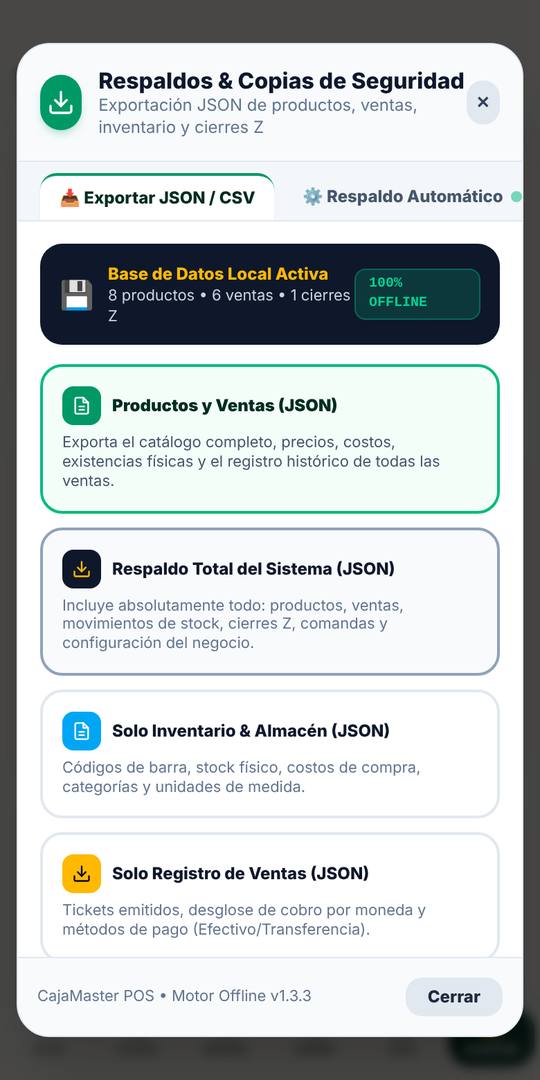 Respaldos & Copias de Seguridad
Exportación JSON de productos, ventas,
inventario y cierres Z
✕
📥 Exportar JSON / CSV
⚙️ Respaldo Automático
Base de Datos Local Activa
8 productos • 6 ventas • 1 cierres
Z
100%
OFFLINE
Productos y Ventas (JSON)
Exporta el catálogo completo, precios, costos,
existencias físicas y el registro histórico de todas las
ventas.
Respaldo Total del Sistema (JSON)
Incluye absolutamente todo: productos, ventas,
movimientos de stock, cierres Z, comandas y
configuración del negocio.
Solo Inventario & Almacén (JSON)
Códigos de barra, stock físico, costos de compra,
categorías y unidades de medida.
Solo Registro de Ventas (JSON)
Tickets emitidos, desglose de cobro por moneda y
métodos de pago (Efectivo/Transferencia).
CajaMaster POS • Motor Offline v1.3.3
Cerrar